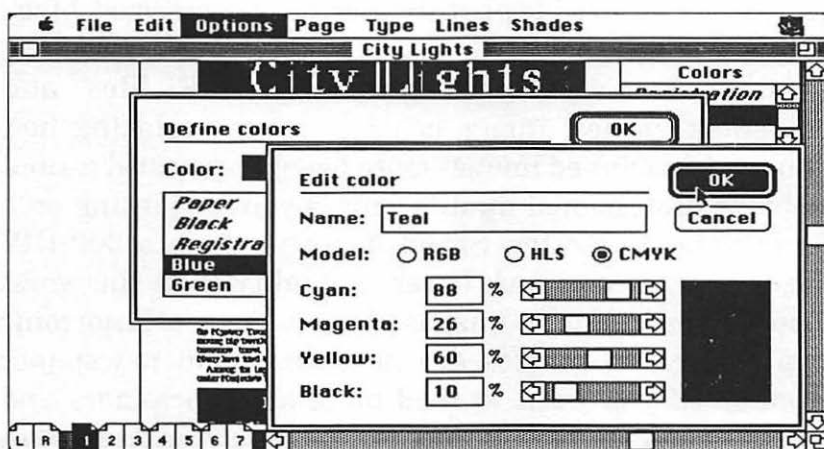 File Edit Options Page Type Lines Shades
City Lights
City Lights
Colors
Registration
Define colors
OK
Color:
Paper
Black
Registra
Blue
Green
Edit color
OK
Cancel
Name: Teal
Model: RGB HLS CMYK
Cyan: 88 %
Magenta: 26 %
Yellow: 60 %
Black: 10 %
L R 1 2 3 4 5 6 7